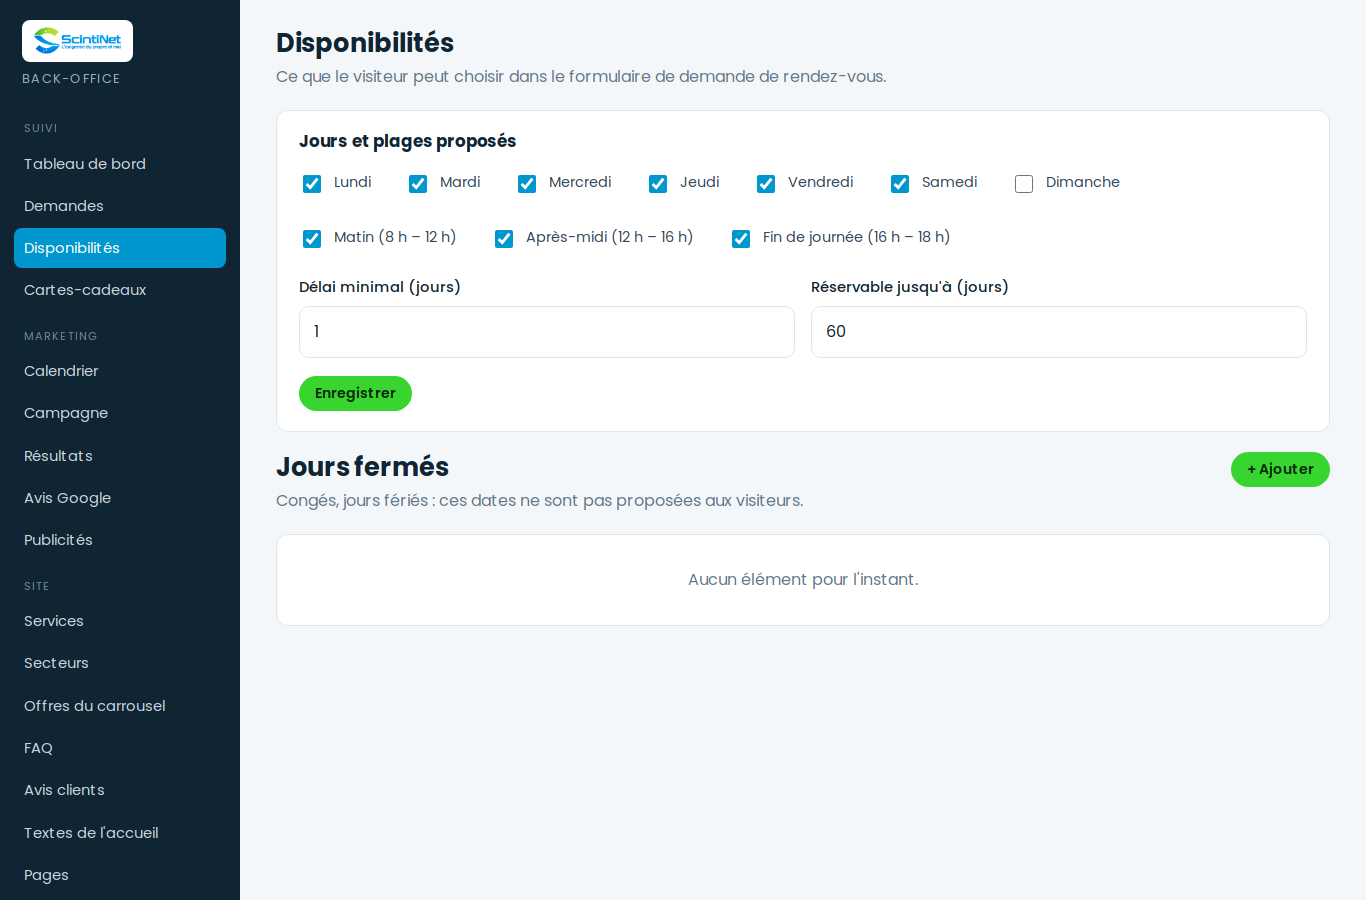 ScintiNet
L'exigence du propre et net
BACK-OFFICE
SUIVI
Tableau de bord
Demandes
Disponibilités
Cartes-cadeaux
MARKETING
Calendrier
Campagne
Résultats
Avis Google
Publicités
SITE
Services
Secteurs
Offres du carrousel
FAQ
Avis clients
Textes de l'accueil
Pages
Disponibilités
Ce que le visiteur peut choisir dans le formulaire de demande de rendez-vous.
Jours et plages proposés
Lundi Mardi Mercredi Jeudi Vendredi Samedi Dimanche
Matin (8 h – 12 h) Après-midi (12 h – 16 h) Fin de journée (16 h – 18 h)
Délai minimal (jours) Réservable jusqu'à (jours)
1 60
Enregistrer
Jours fermés
+ Ajouter
Congés, jours fériés : ces dates ne sont pas proposées aux visiteurs.
Aucun élément pour l'instant.